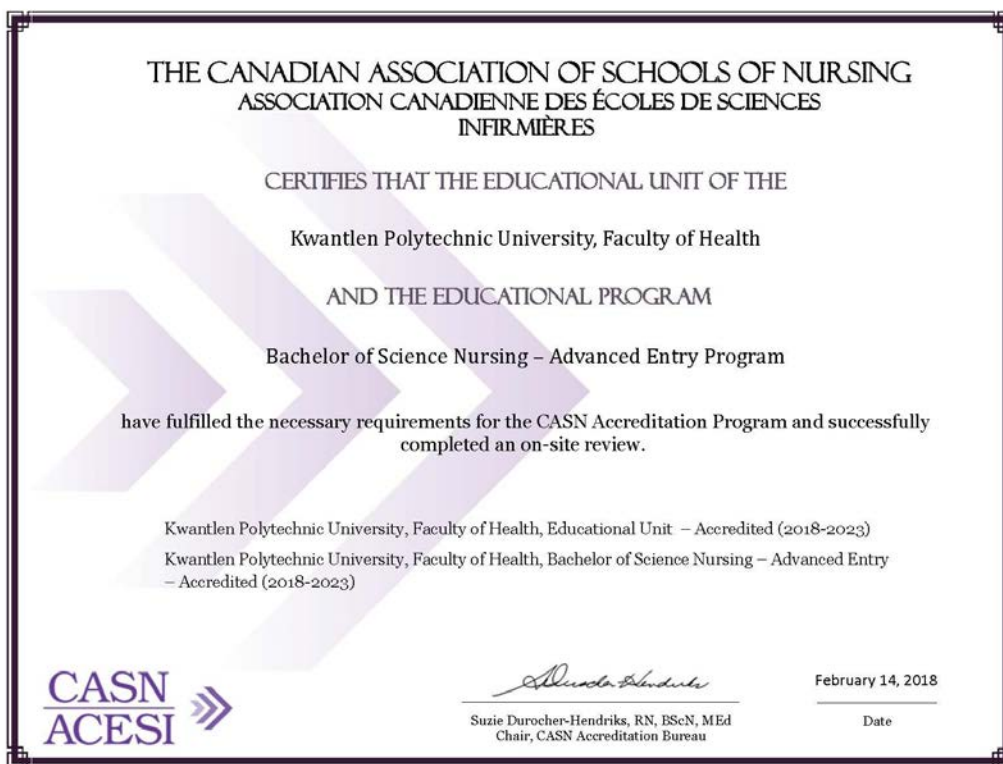 THE CANADIAN ASSOCIATION OF SCHOOLS OF NURSING
ASSOCIATION CANADIENNE DES ÉCOLES DE SCIENCES
INFIRMIÈRES
CERTIFIES THAT THE EDUCATIONAL UNIT OF THE
Kwantlen Polytechnic University, Faculty of Health
AND THE EDUCATIONAL PROGRAM
Bachelor of Science Nursing – Advanced Entry Program
have fulfilled the necessary requirements for the CASN Accreditation Program and successfully
completed an on-site review.
Kwantlen Polytechnic University, Faculty of Health, Educational Unit – Accredited (2018-2023)
Kwantlen Polytechnic University, Faculty of Health, Bachelor of Science Nursing – Advanced Entry
– Accredited (2018-2023)
CASN
ACESI
Suzie Durocher-Hendriks, RN, BScN, MEd
Chair, CASN Accreditation Bureau
February 14, 2018
Date